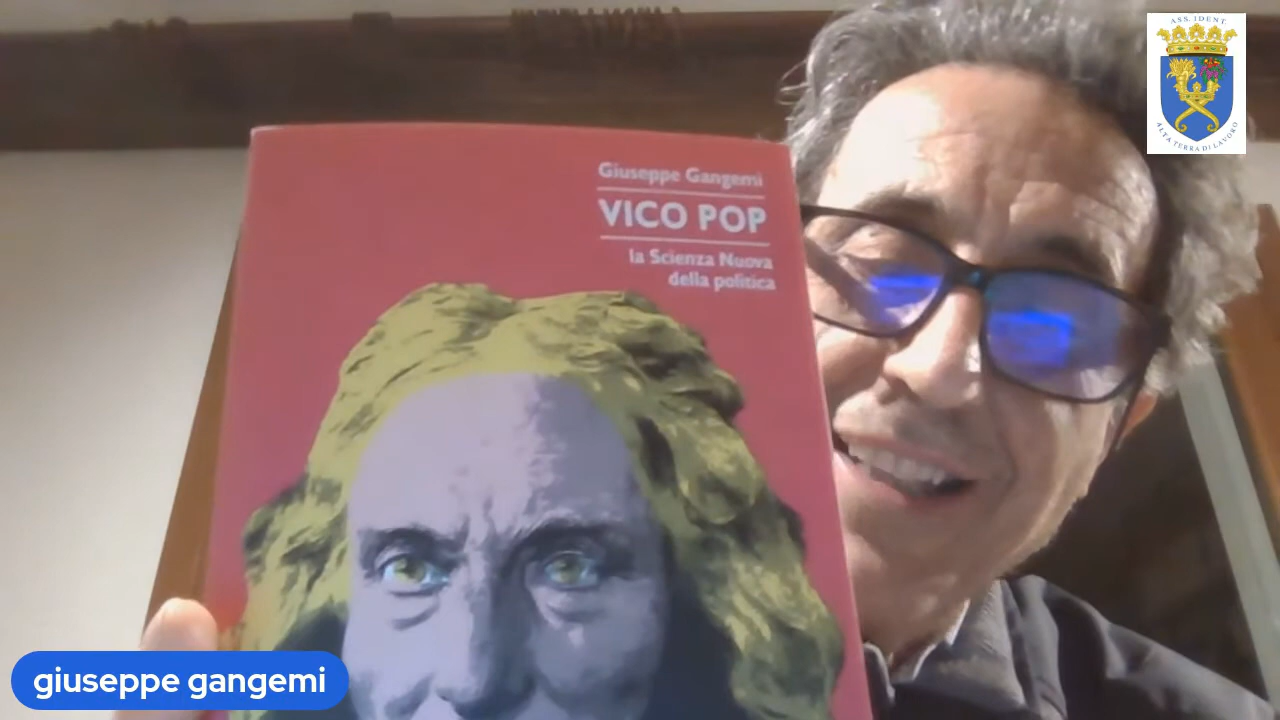 Giuseppe Gangemi
VICO POP
la Scienza Nuova
della politica
ASS. IDENT.
ALTA TERRA DI LAVORO
giuseppe gangemi